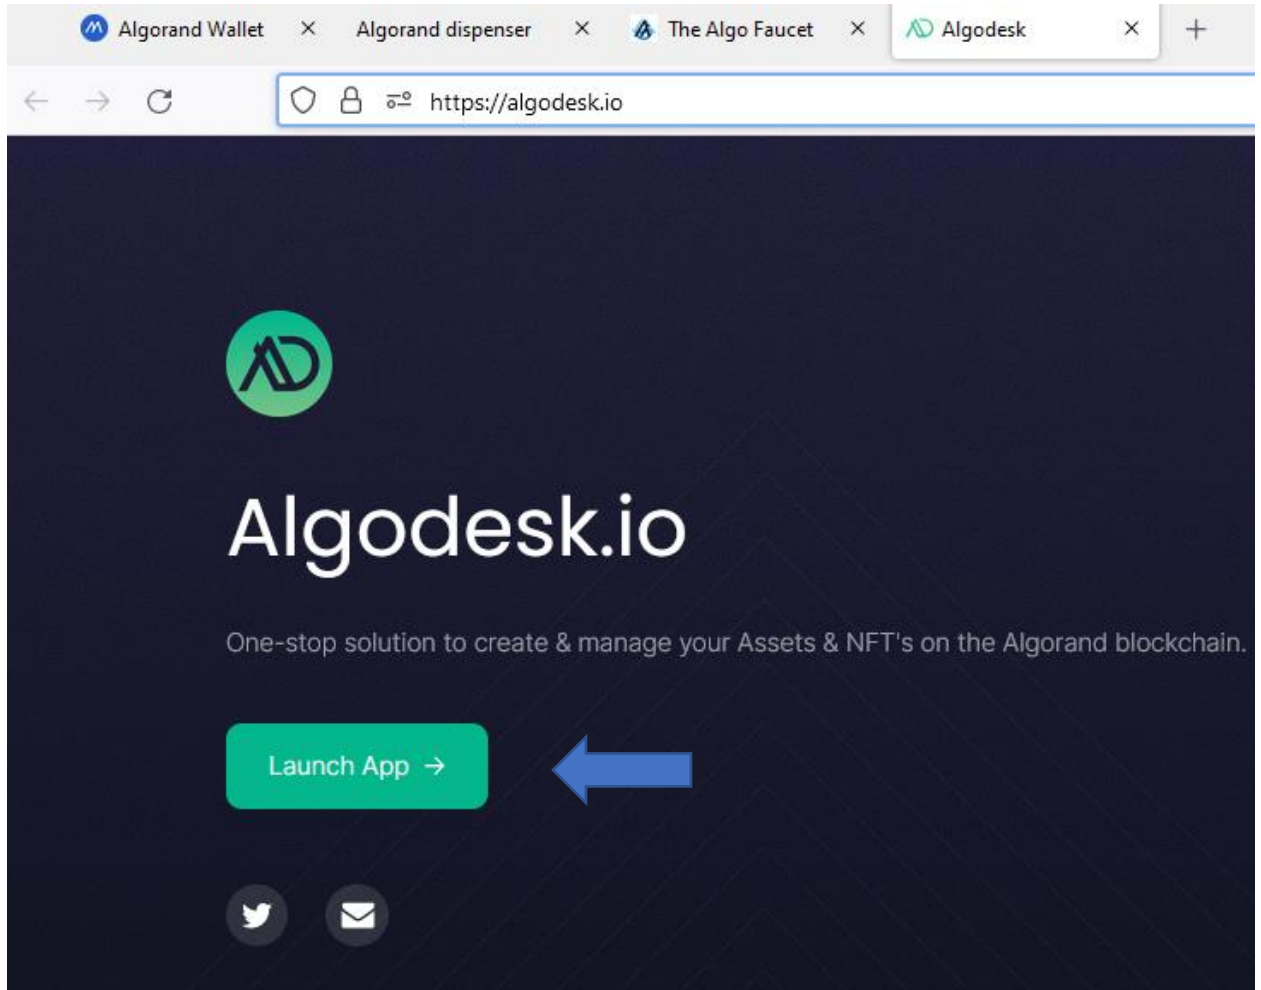 Algorand Wallet
Algorand dispenser
The Algo Faucet
Algodesk
https://algodesk.io
Algodesk.io
One-stop solution to create & manage your Assets & NFT's on the Algorand blockchain.
Launch App →